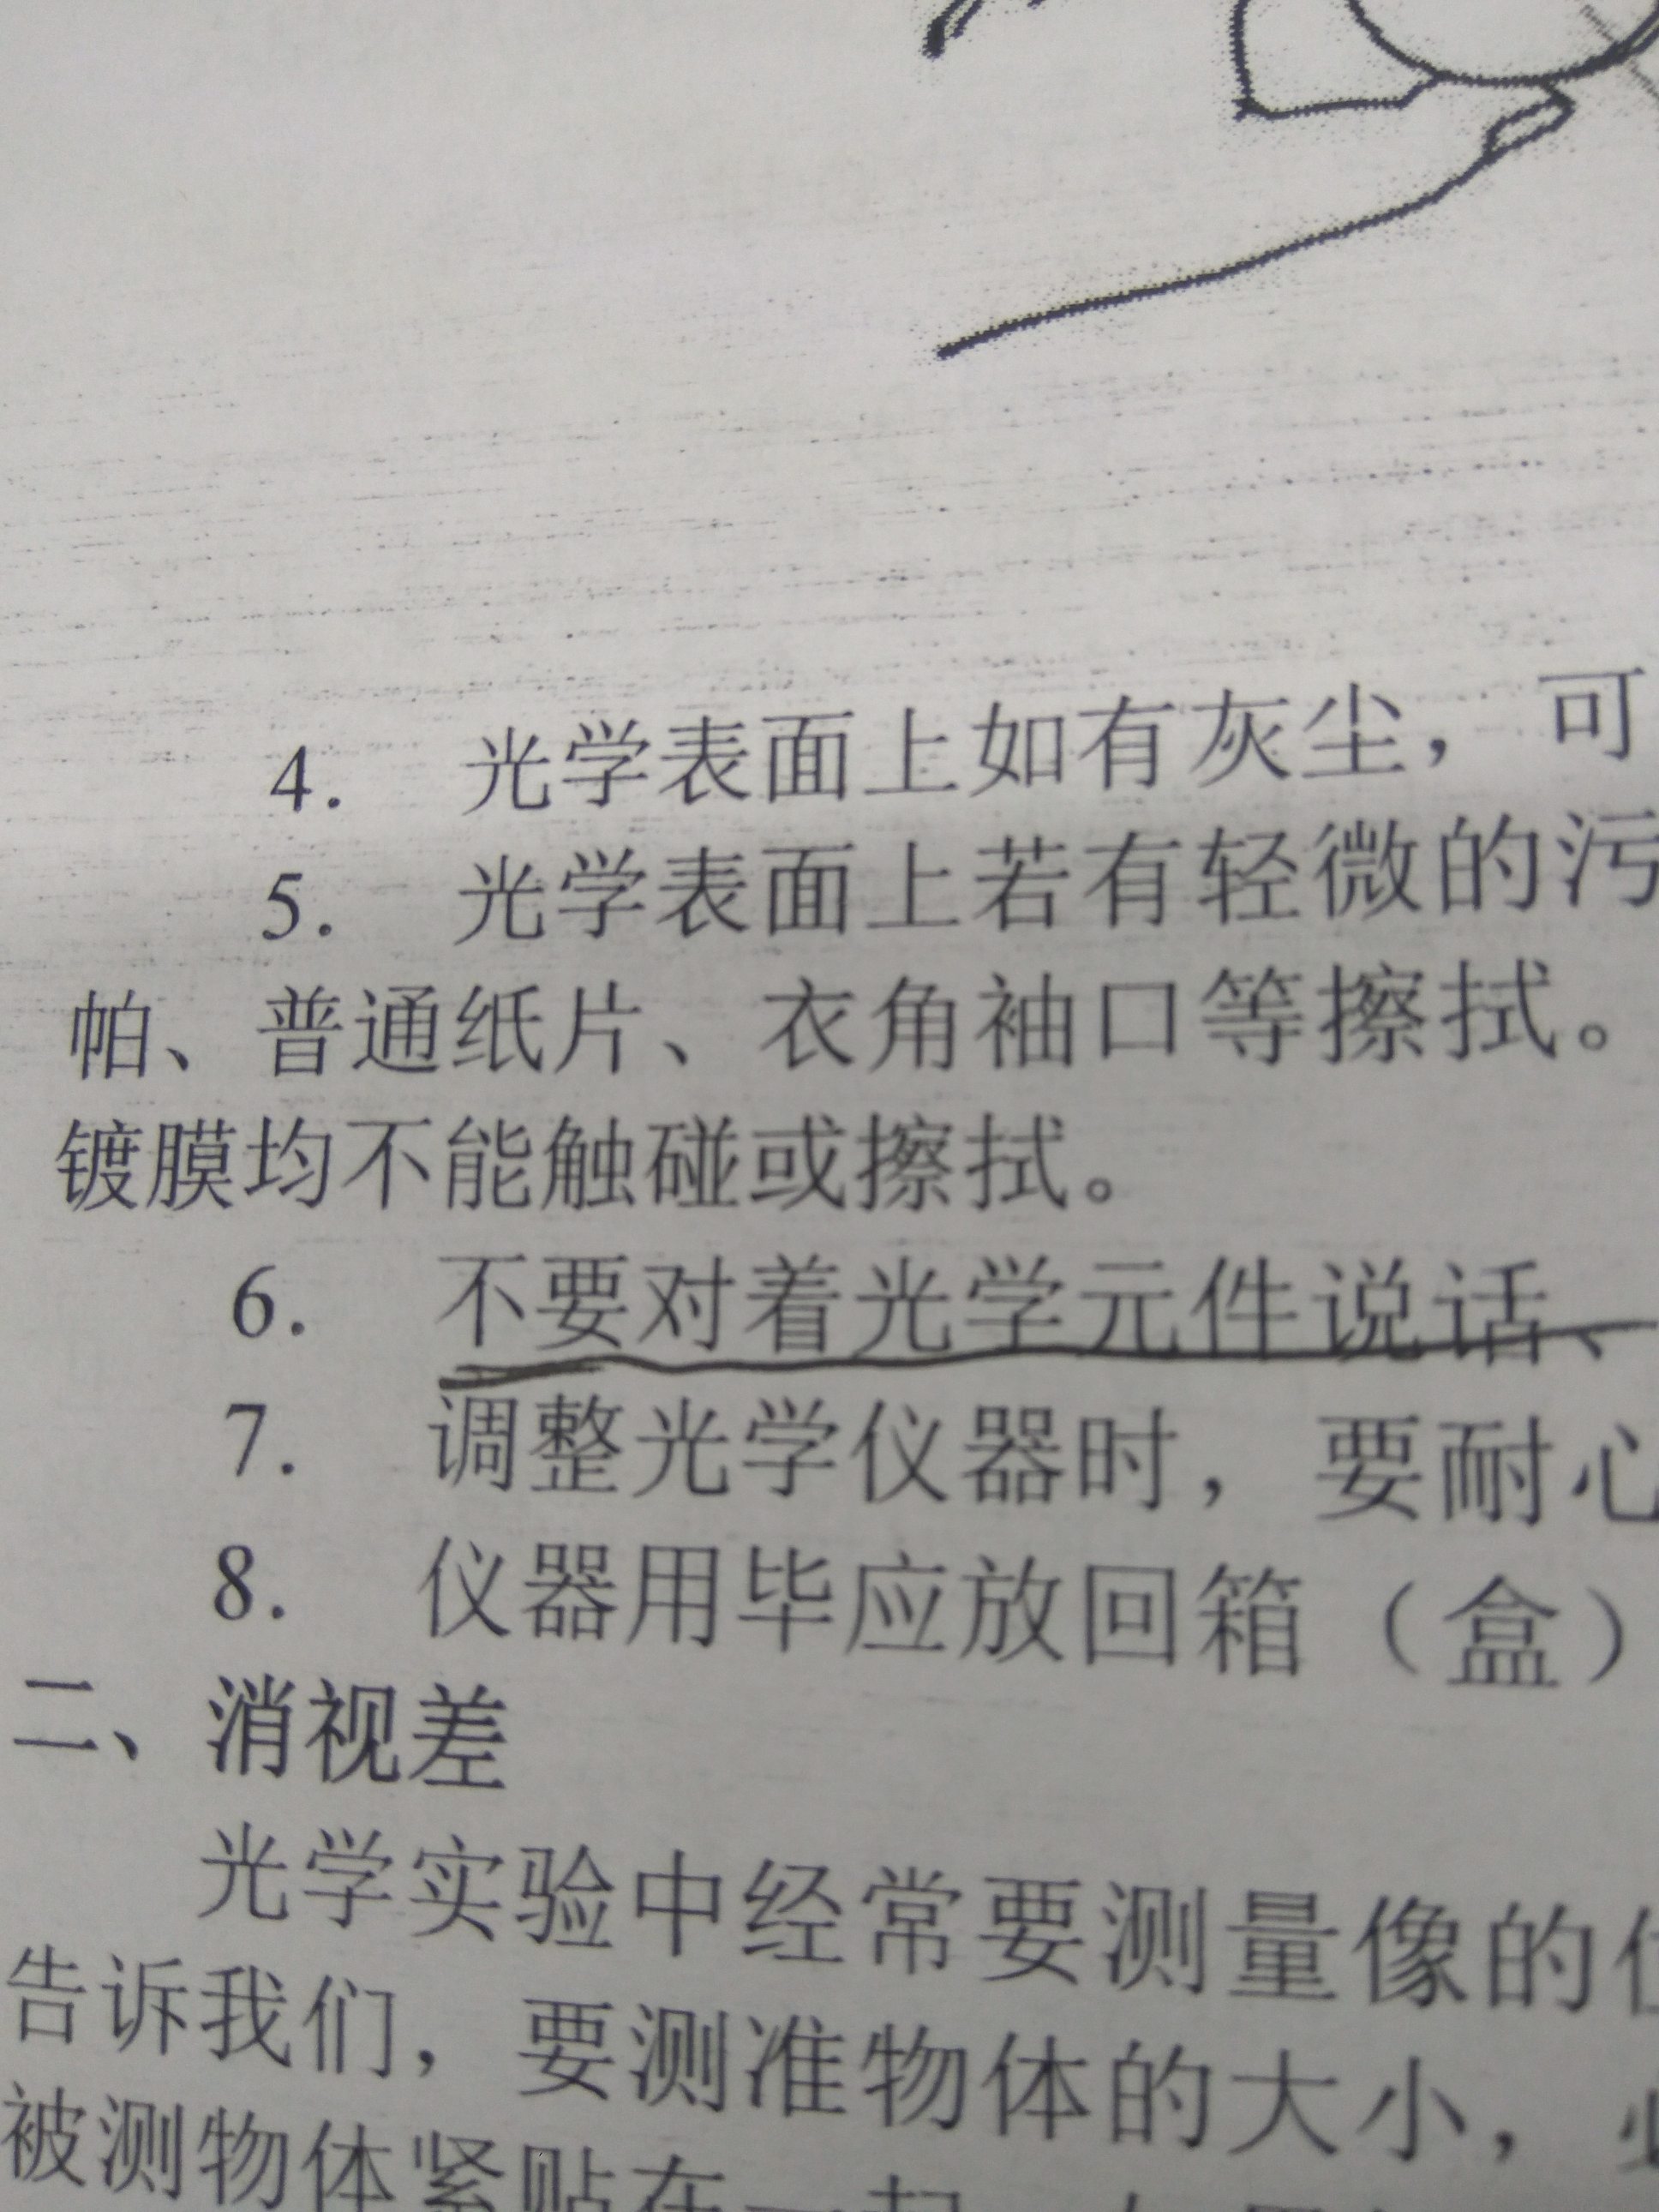 4. 光学表面上如有灰尘，可
5. 光学表面上若有轻微的污
帕、普通纸片、衣角袖口等擦拭。
镀膜均不能触碰或擦拭。
6. 不要对着光学元件说话、
7. 调整光学仪器时，要耐心
8. 仪器用毕应放回箱（盒）
二、消视差
光学实验中经常要测量像的位
告诉我们，要测准物体的大小，必
被测物体紧贴在一起